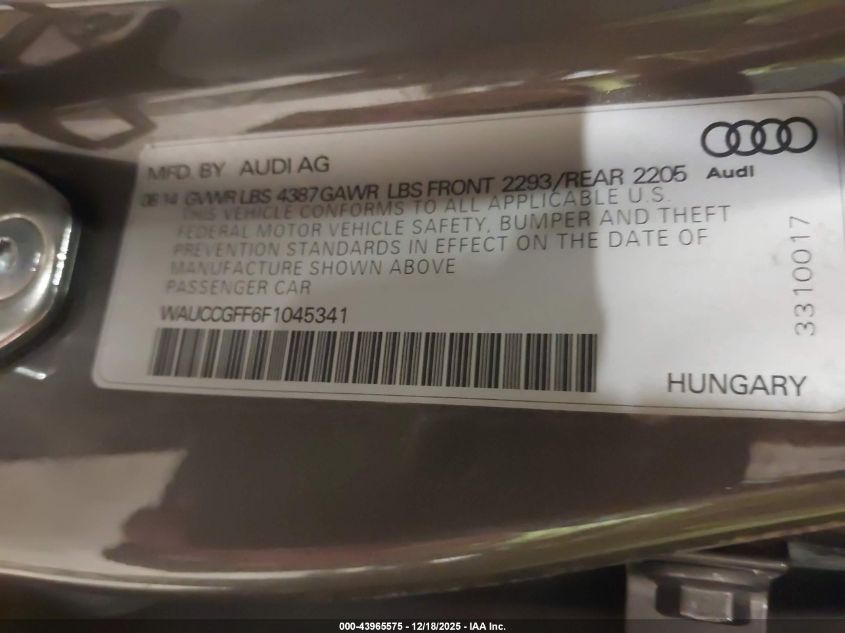 MFD. BY AUDI AG
08 14 GVWR LBS 4387 GAWR LBS FRONT 2293/REAR 2205
Audi
THIS VEHICLE CONFORMS TO ALL APPLICABLE U.S.
FEDERAL MOTOR VEHICLE SAFETY, BUMPER AND THEFT
PREVENTION STANDARDS IN EFFECT ON THE DATE OF
MANUFACTURE SHOWN ABOVE
PASSENGER CAR
WAUCCGFF6F1045341
3310017
HUNGARY
000-43965575 - 12/18/2025 - IAA Inc.